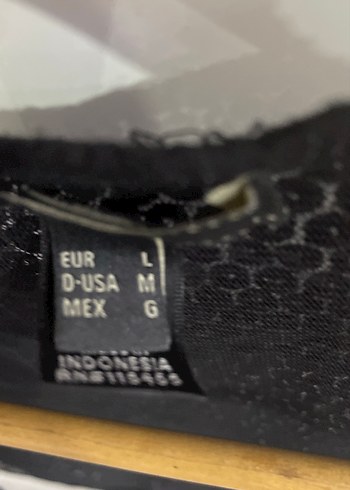 EUR L
D-USA M
MEX G
INDONESIA